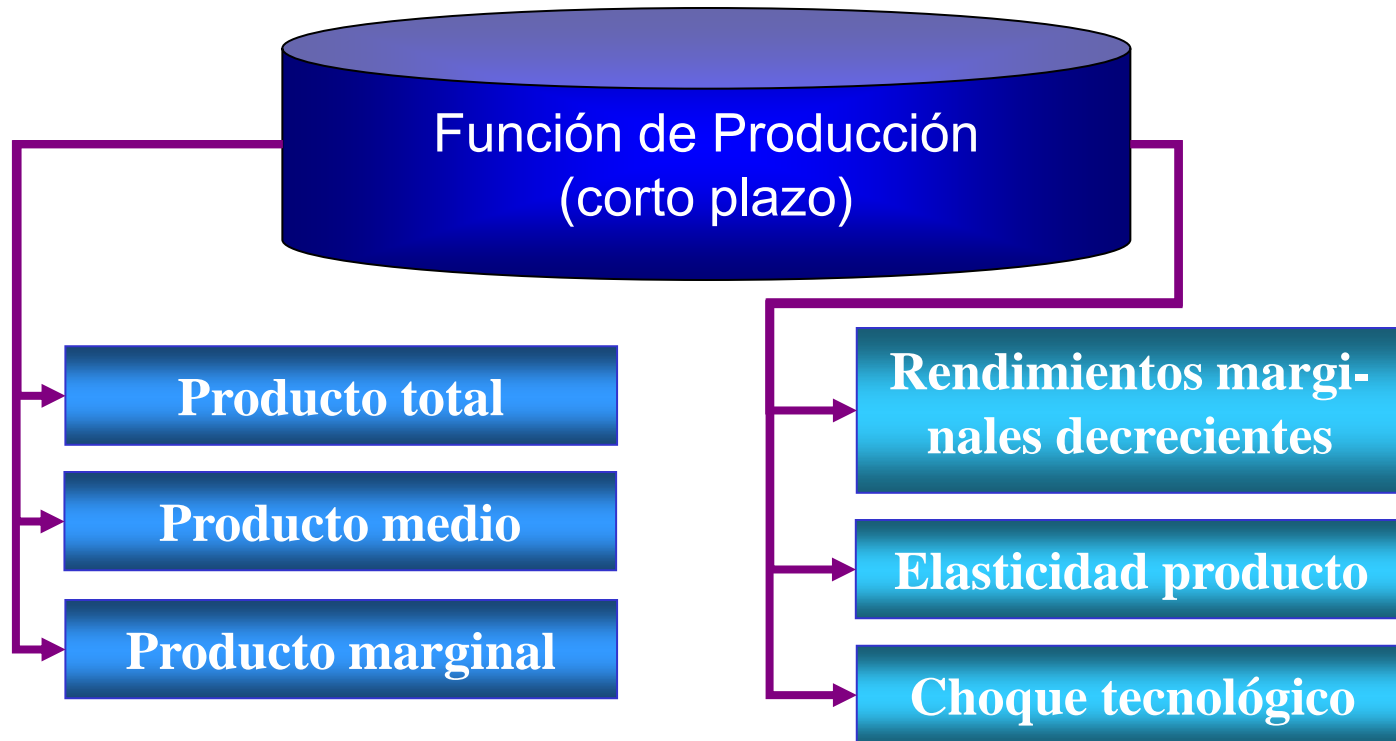 Función de Producción
(corto plazo)
Producto total
Producto medio
Producto marginal
Rendimientos margi-
nales decrecientes
Elasticidad producto
Choque tecnológico